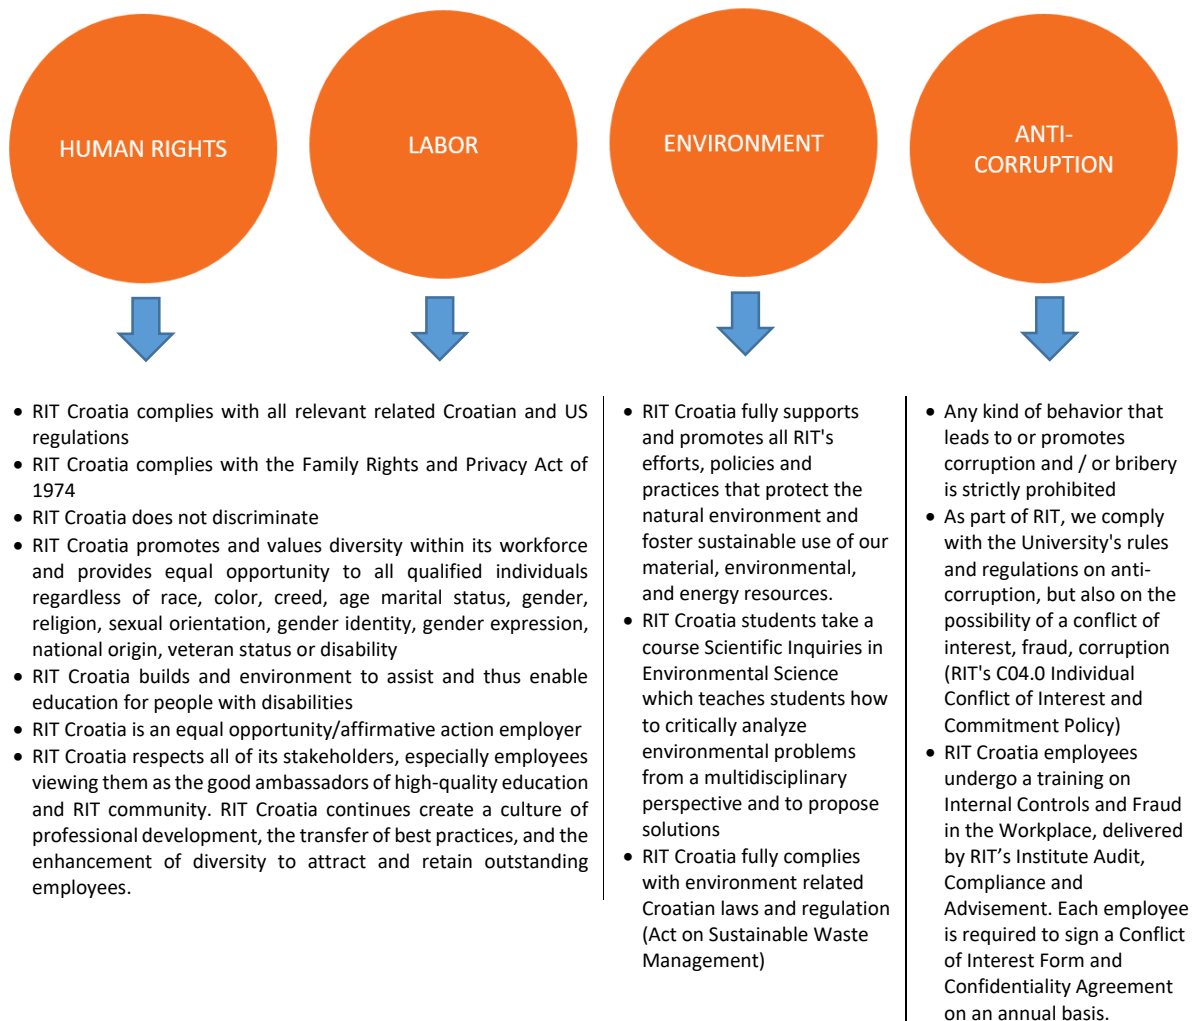 HUMAN RIGHTS
LABOR
ENVIRONMENT
ANTI-
CORRUPTION
• RIT Croatia complies with all relevant related Croatian and US
regulations
• RIT Croatia complies with the Family Rights and Privacy Act of
1974
• RIT Croatia does not discriminate
• RIT Croatia promotes and values diversity within its workforce
and provides equal opportunity to all qualified individuals
regardless of race, color, creed, age marital status, gender,
religion, sexual orientation, gender identity, gender expression,
national origin, veteran status or disability
• RIT Croatia builds and environment to assist and thus enable
education for people with disabilities
• RIT Croatia is an equal opportunity/affirmative action employer
• RIT Croatia respects all of its stakeholders, especially employees
viewing them as the good ambassadors of high-quality education
and RIT community. RIT Croatia continues create a culture of
professional development, the transfer of best practices, and the
enhancement of diversity to attract and retain outstanding
employees.
• RIT Croatia fully supports
and promotes all RIT's
efforts, policies and
practices that protect the
natural environment and
foster sustainable use of our
material, environmental,
and energy resources.
• RIT Croatia students take a
course Scientific Inquiries in
Environmental Science
which teaches students how
to critically analyze
environmental problems
from a multidisciplinary
perspective and to propose
solutions
• RIT Croatia fully complies
with environment related
Croatian laws and regulation
(Act on Sustainable Waste
Management)
• Any kind of behavior that
leads to or promotes
corruption and / or bribery
is strictly prohibited
• As part of RIT, we comply
with the University's rules
and regulations on anti-
corruption, but also on the
possibility of a conflict of
interest, fraud, corruption
(RIT's C04.0 Individual
Conflict of Interest and
Commitment Policy)
• RIT Croatia employees
undergo a training on
Internal Controls and Fraud
in the Workplace, delivered
by RIT’s Institute Audit,
Compliance and
Advisement. Each employee
is required to sign a Conflict
of Interest Form and
Confidentiality Agreement
on an annual basis.